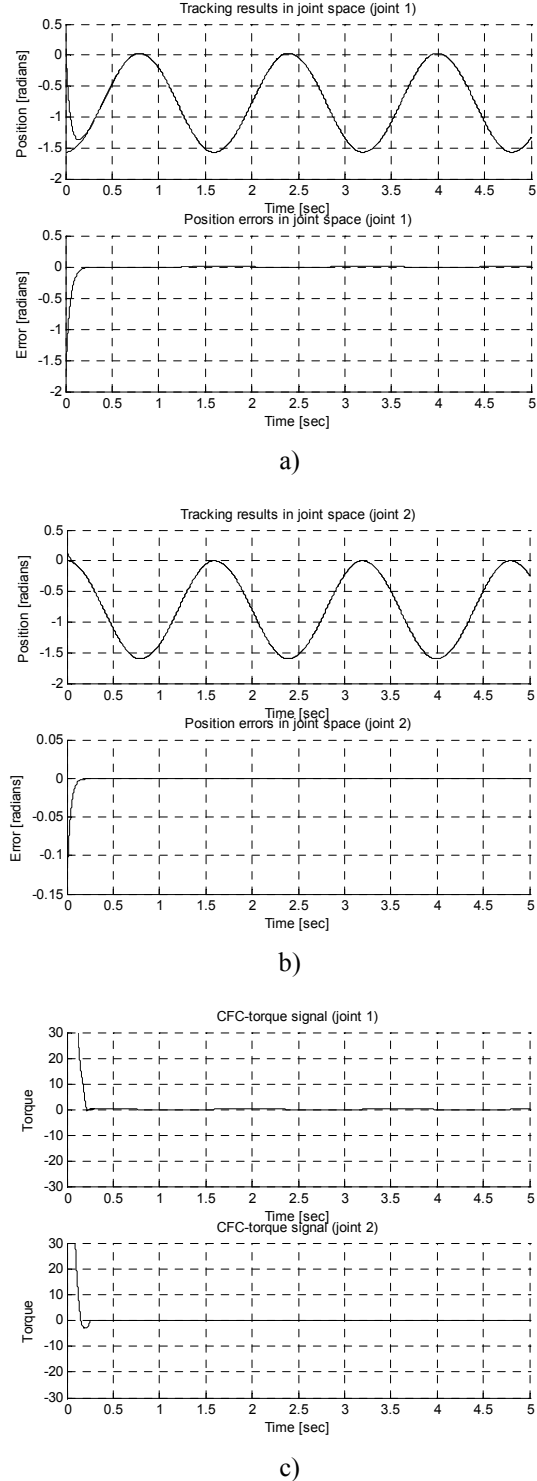 Tracking results in joint space (joint 1)
0.5
0
-0.5
-1
-1.5
-2
Position [radians]
0 0.5 1 1.5 2 2.5 3 3.5 4 4.5 5
Time [sec]
Position errors in joint space (joint 1)
0.5
0
-0.5
-1
-1.5
-2
Error [radians]
0 0.5 1 1.5 2 2.5 3 3.5 4 4.5 5
Time [sec]
a)
Tracking results in joint space (joint 2)
0.5
0
-0.5
-1
-1.5
-2
Position [radians]
0 0.5 1 1.5 2 2.5 3 3.5 4 4.5 5
Time [sec]
Position errors in joint space (joint 2)
0.05
0
-0.05
-0.1
-0.15
Error [radians]
0 0.5 1 1.5 2 2.5 3 3.5 4 4.5 5
Time [sec]
b)
CFC-torque signal (joint 1)
30
20
10
0
-10
-20
-30
Torque
0 0.5 1 1.5 2 2.5 3 3.5 4 4.5 5
Time [sec]
CFC-torque signal (joint 2)
30
20
10
0
-10
-20
-30
Torque
0 0.5 1 1.5 2 2.5 3 3.5 4 4.5 5
Time [sec]
c)